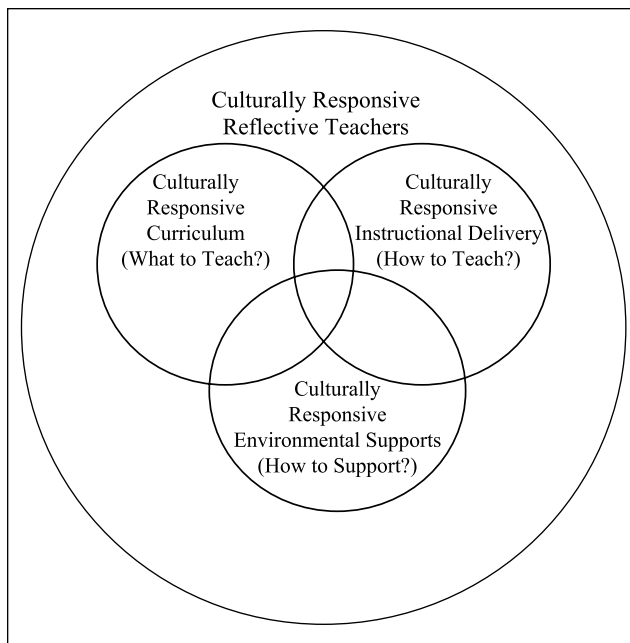 Culturally Responsive
Reflective Teachers
Culturally
Responsive
Curriculum
(What to Teach?)
Culturally
Responsive
Instructional Delivery
(How to Teach?)
Culturally
Responsive
Environmental Supports
(How to Support?)